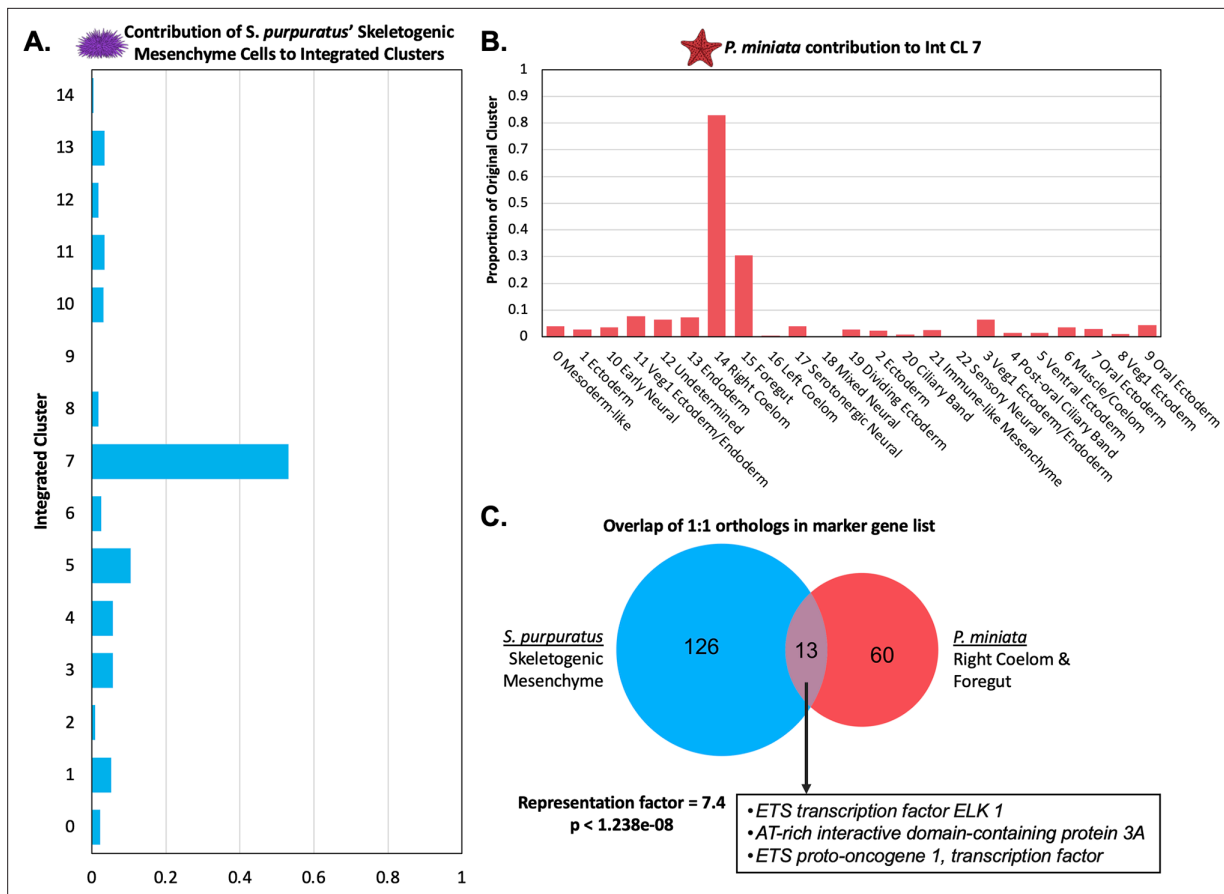 A.
Contribution of S. purpuratus’ Skeletogenic
Mesenchyme Cells to Integrated Clusters
Integrated Cluster
14
13
12
11
10
9
8
7
6
5
4
3
2
1
0
0
0.2
0.4
0.6
0.8
1
B.
P. miniata contribution to Int CL 7
Proportion of Original Cluster
1
0.9
0.8
0.7
0.6
0.5
0.4
0.3
0.2
0.1
0
0 Mesoderm-like
1 Ectoderm
10 Early Neural
11 Veg1 Ectoderm/Endoderm
12 Undetermined
13 Endoderm
14 Right Coelom
15 Foregut
16 Left Coelom
17 Serotonergic Neural
18 Mixed Neural
19 Dividing Ectoderm
2 Ectoderm
20 Ciliary Band
21 Immune-like Mesenchyme
22 Sensory Neural
3 Veg1 Ectoderm/Endoderm
4 Post-oral Ciliary Band
5 Ventral Ectoderm
6 Muscle/Coelom
7 Oral Ectoderm
8 Veg1 Ectoderm
9 Oral Ectoderm
C.
Overlap of 1:1 orthologs in marker gene list
S. purpuratus
Skeletogenic
Mesenchyme
126
13
60
P. miniata
Right Coelom &
Foregut
Representation factor = 7.4
p < 1.238e-08
•ETS transcription factor ELK 1
•AT-rich interactive domain-containing protein 3A
•ETS proto-oncogene 1, transcription factor